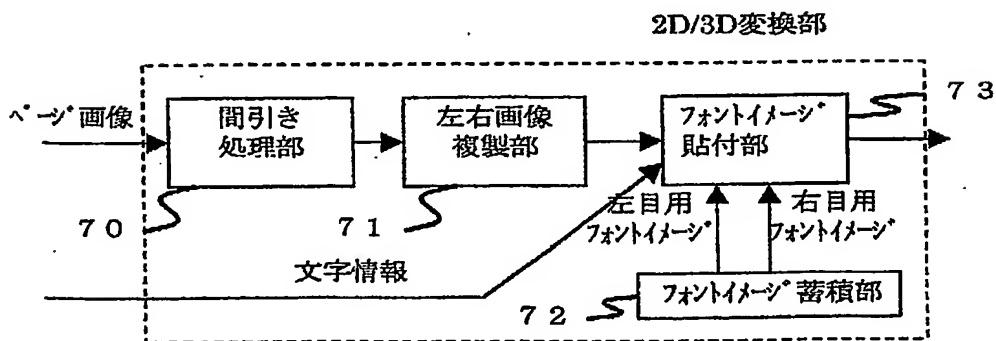 2D/3D変換部
ﾍﾟｰｼﾞ画像
間引き
処理部
左右画像
複製部
ﾌｫﾝﾄｲﾒｰｼﾞ
貼付部
73
70
71
左目用
ﾌｫﾝﾄｲﾒｰｼﾞ
右目用
ﾌｫﾝﾄｲﾒｰｼﾞ
文字情報
72
ﾌｫﾝﾄｲﾒｰｼﾞ蓄積部